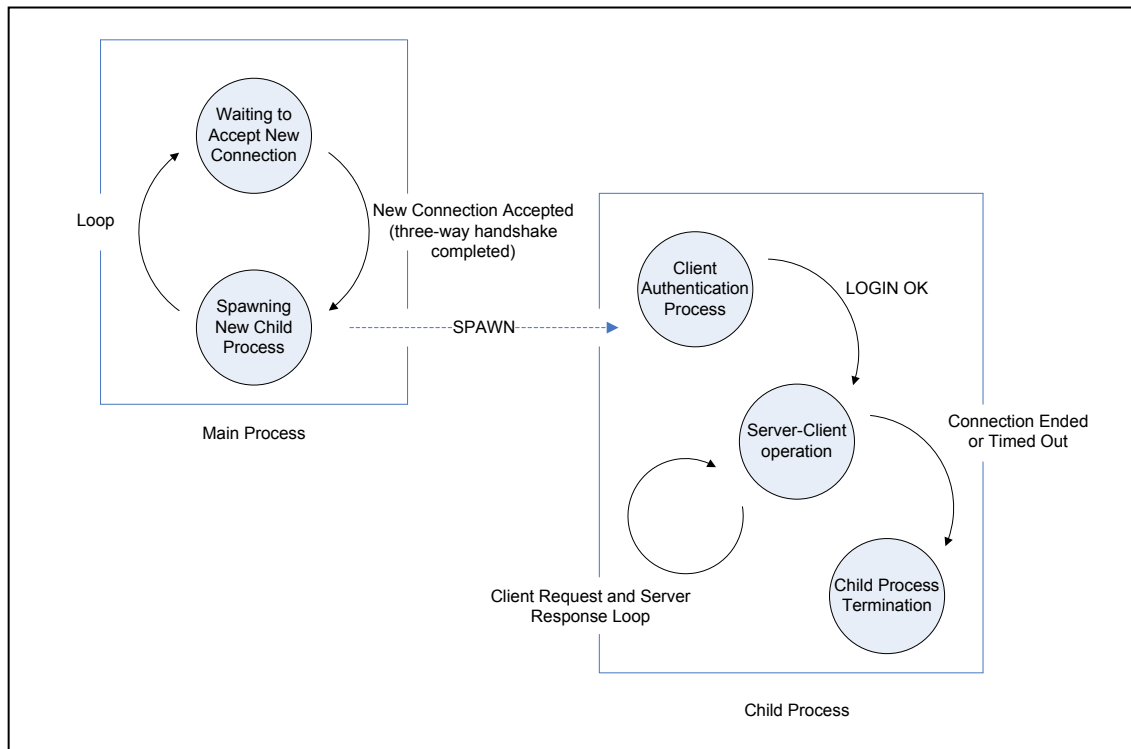 Waiting to
Accept New
Connection
Loop
New Connection Accepted
(three-way handshake
completed)
Spawning
New Child
Process
SPAWN
Main Process
Client
Authentication
Process
LOGIN OK
Server-Client
operation
Connection Ended
or Timed Out
Client Request and Server
Response Loop
Child Process
Termination
Child Process